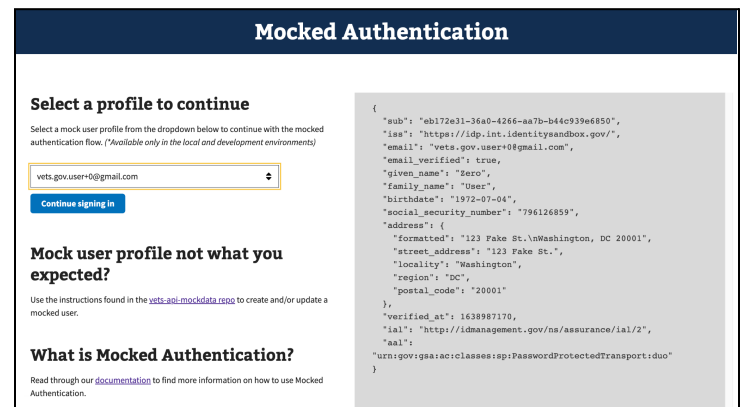 Mocked Authentication
Select a profile to continue
Select a mock user profile from the dropdown below to continue with the mocked
authentication flow. (*Available only in the local and development environments)
vets.gov.user+0@gmail.com
Continue signing in
Mock user profile not what you
expected?
Use the instructions found in the vets-api-mockdata repo to create and/or update a
mocked user.
What is Mocked Authentication?
Read through our documentation to find more information on how to use Mocked
Authentication.
{
"sub": "eb172e31-36a0-4266-aa7b-b44c939e6850",
"iss": "https://idp.int.identitysandbox.gov/",
"email": "vets.gov.user+0@gmail.com",
"email_verified": true,
"given_name": "Zero",
"family_name": "User",
"birthdate": "1972-07-04",
"social_security_number": "796126859",
"address": {
"formatted": "123 Fake St.\nWashington, DC 20001",
"street_address": "123 Fake St.",
"locality": "Washington",
"region": "DC",
"postal_code": "20001"
},
"verified_at": 1638987170,
"ial": "http://idmanagement.gov/ns/assurance/ial/2",
"aal":
"urn:gov:gsa:ac:classes:sp:PasswordProtectedTransport:duo"
}